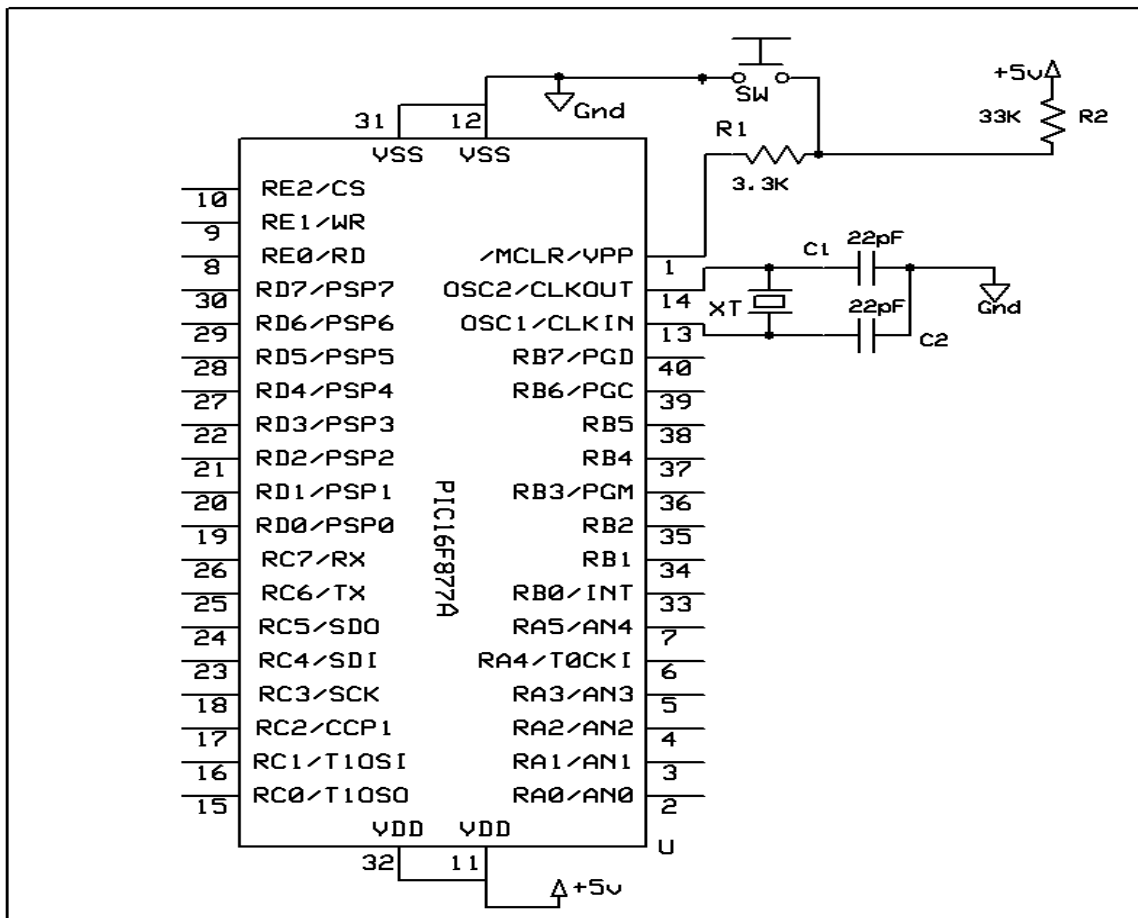 +5v
Gnd
SW
33K
R2
31
12
R1
VSS
VSS
3.3K
10
RE2/CS
9
RE1/WR
8
RE0/RD
/MCLR/VPP
1
C1
22pF
30
RD7/PSP7
OSC2/CLKOUT
14
XT
22pF
Gnd
29
RD6/PSP6
OSC1/CLKIN
13
C2
28
RD5/PSP5
RB7/PGD
40
27
RD4/PSP4
RB6/PGC
39
22
RD3/PSP3
RB5
38
21
RD2/PSP2
RB4
37
20
RD1/PSP1
RB3/PGM
36
19
RD0/PSP0
RB2
35
PIC16F877A
26
RC7/RX
RB1
34
25
RC6/TX
RB0/INT
33
24
RC5/SDO
RA5/AN4
7
23
RC4/SDI
RA4/T0CKI
6
18
RC3/SCK
RA3/AN3
5
17
RC2/CCP1
RA2/AN2
4
16
RC1/T1OSI
RA1/AN1
3
15
RC0/T1OSO
RA0/AN0
2
VDD
VDD
U
32
11
+5v